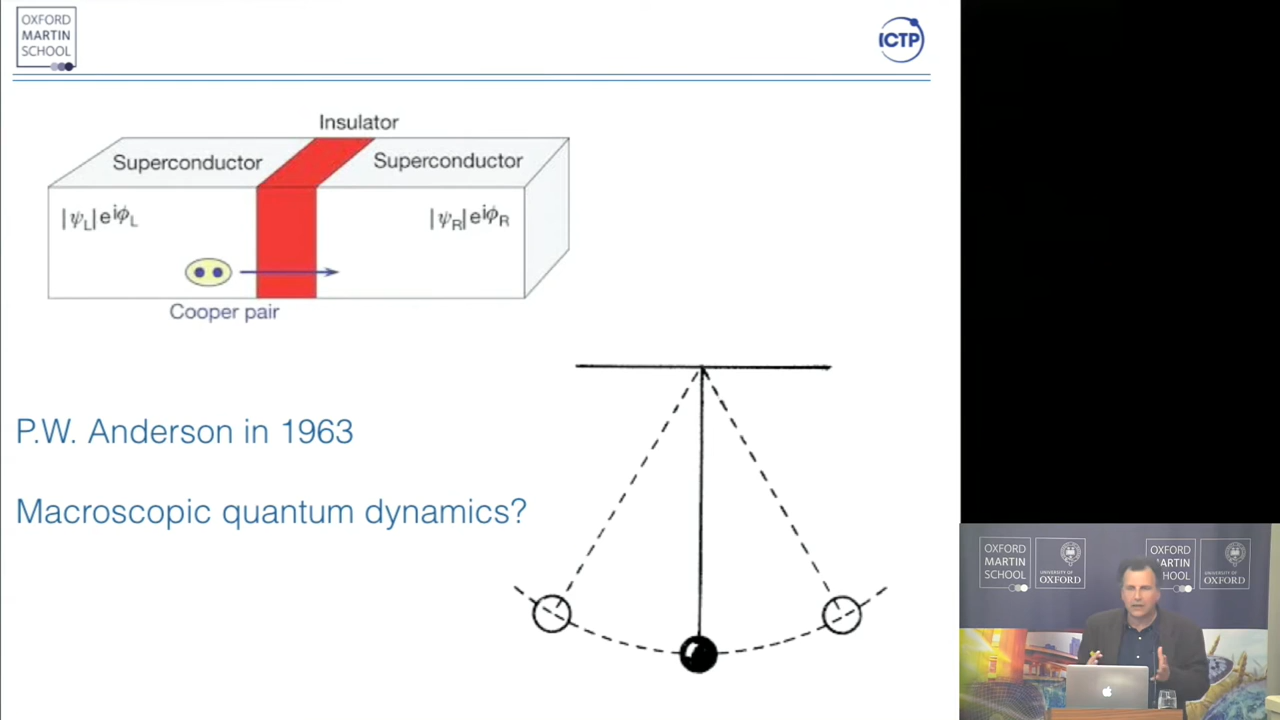 OXFORD
MARTIN
SCHOOL
ICTP
Insulator
Superconductor
Superconductor
|ψL|e^iϕL
|ψR|e^iϕR
Cooper pair
P.W. Anderson in 1963
Macroscopic quantum dynamics?
OXFORD
MARTIN
SCHOOL
UNIVERSITY OF
OXFORD
OXFORD
MARTIN
HOOL
UNIVERSITY OF
OXFORD